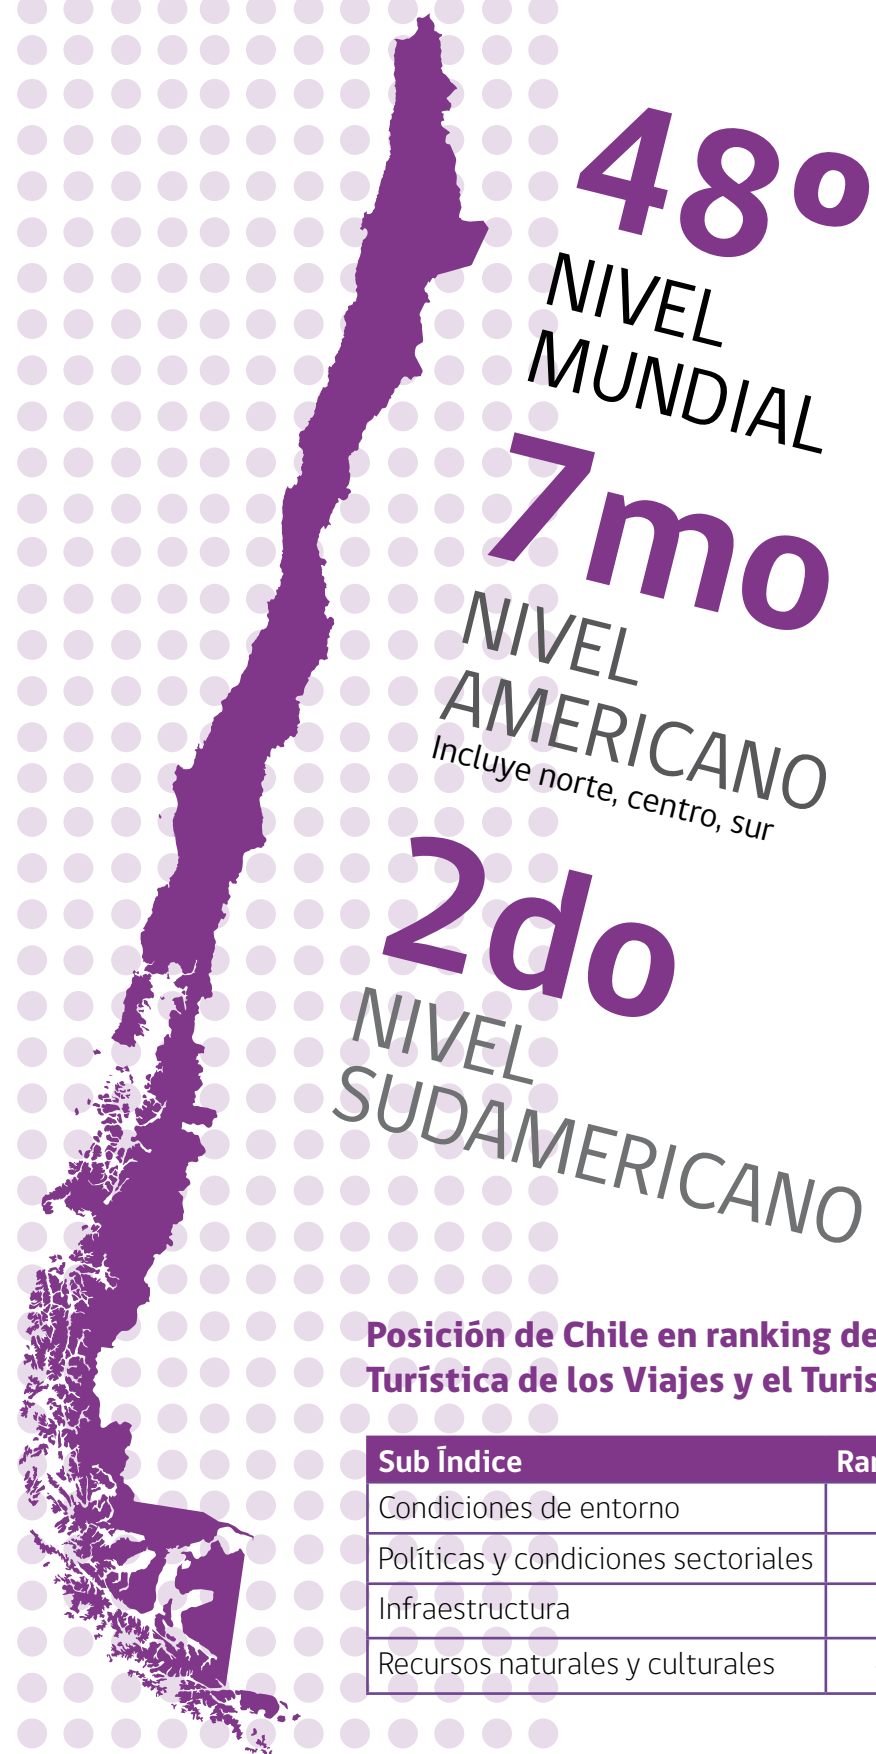 48º
NIVEL
MUNDIAL
7mo
NIVEL
AMERICANO
Incluye norte, centro, sur
2do
NIVEL
SUDAMERICANO
Posición de Chile en ranking de
Turística de los Viajes y el Turis
Sub Índice Ran
Condiciones de entorno
Políticas y condiciones sectoriales
Infraestructura
Recursos naturales y culturales